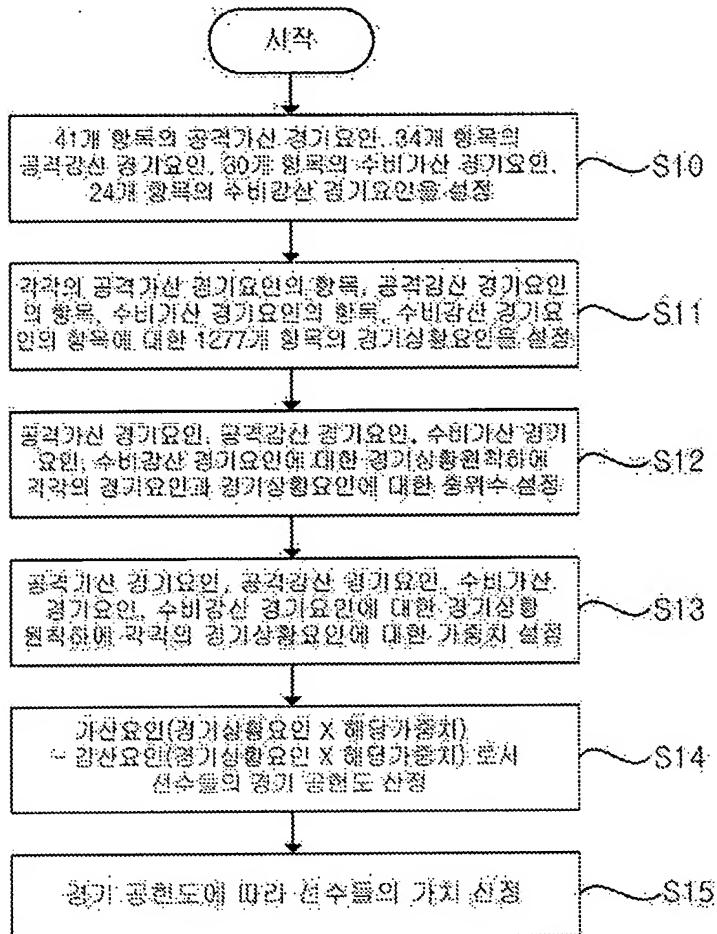 시작
41개 항목의 공격가산 경기요인, 34개 항목의
공격감산 경기요인, 30개 항목의 수비가산 경기요인,
24개 항목의 수비감산 경기요인을 설정
S10
각각의 공격가산 경기요인의 항목, 공격감산 경기요인
의 항목, 수비가산 경기요인의 항목, 수비감산 경기요
인의 항목에 대한 1277개 항목의 경기상황요인을 설정
S11
공격가산 경기요인, 공격감산 경기요인, 수비가산 경기
요인, 수비감산 경기요인에 대한 경기상황원칙하에
각각의 경기요인과 경기상황요인에 대한 중위수 설정
S12
공격가산 경기요인, 공격감산 경기요인, 수비가산
경기요인, 수비감산 경기요인에 대한 경기상황
원칙하에 각각의 경기상황요인에 대한 가중치 설정
S13
가산요인(경기상황요인 X 해당가중치)
- 감산요인(경기상황요인 X 해당가중치) 로서
선수들의 경기 공헌도 산정
S14
경기 공헌도에 따라 선수들의 가치 산정
S15